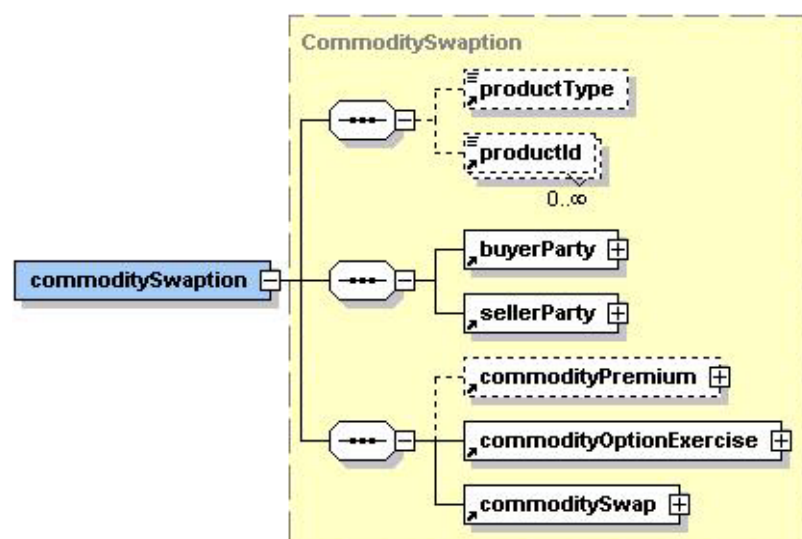 CommoditySwaption
productType
productId
0..∞
buyerParty
commoditySwaption
sellerParty
commodityPremium
commodityOptionExercise
commoditySwap